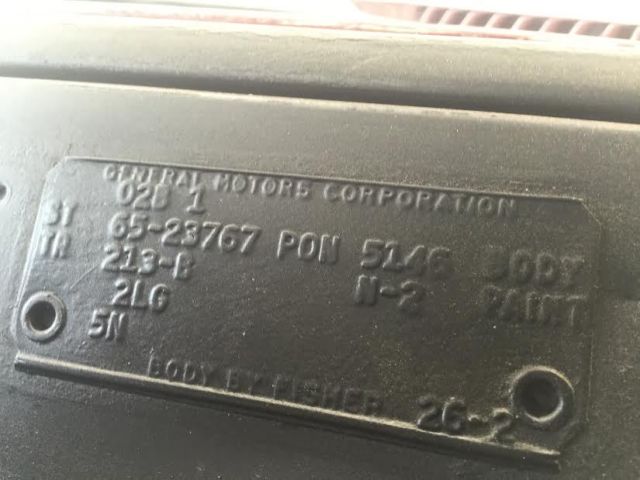 GENERAL MOTORS CORPORATION
02B 1
ST 65-23767 PON 5146 BODY
TR 213-B N-2 PAINT
2LG
5N
BODY BY FISHER 26-2